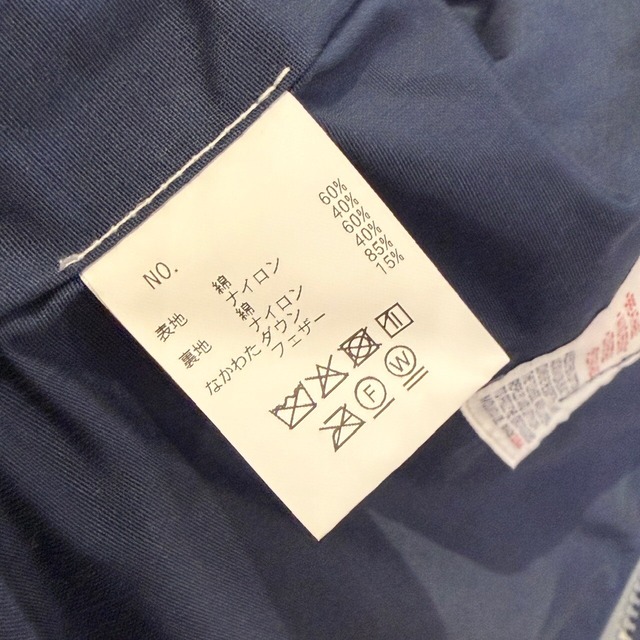 NO.
表地 綿 60%
ナイロン 40%
裏地 綿 60%
ナイロン 40%
なかわた ダウン 85%
フェザー 15%
F W